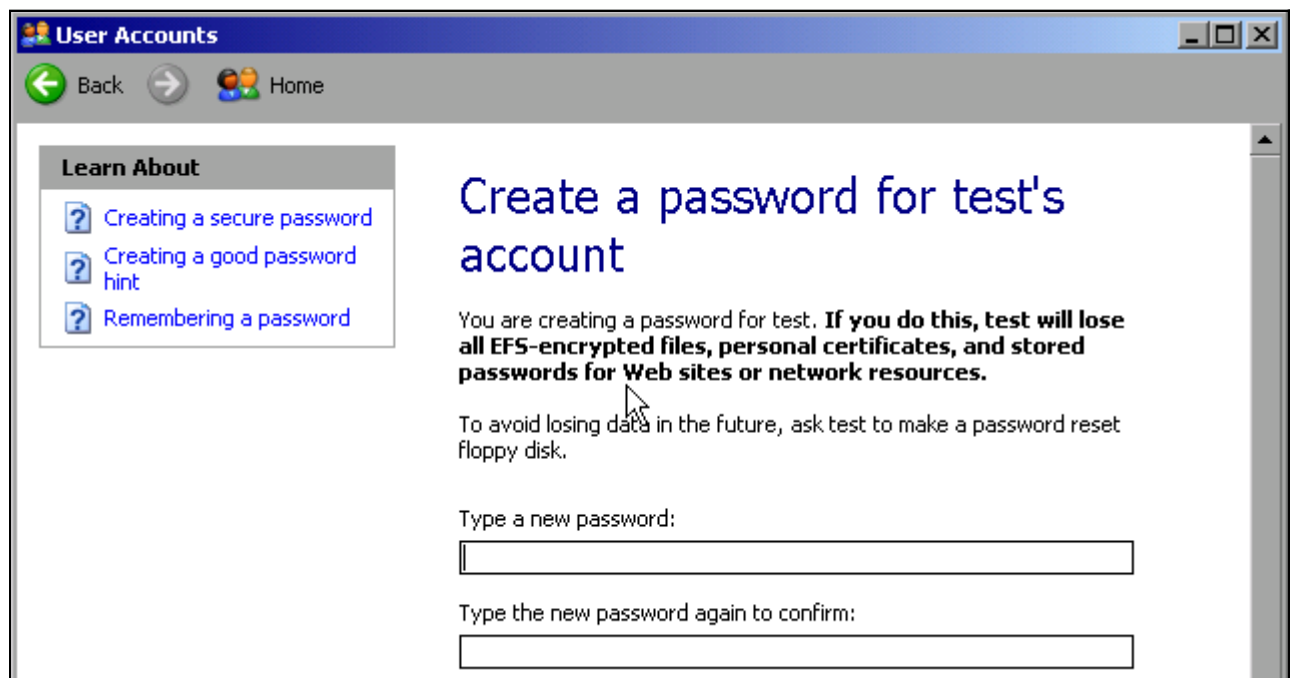 User Accounts
Back Home
Learn About
Creating a secure password
Creating a good password
hint
Remembering a password
Create a password for test's
account
You are creating a password for test. If you do this, test will lose
all EFS-encrypted files, personal certificates, and stored
passwords for Web sites or network resources.
To avoid losing data in the future, ask test to make a password reset
floppy disk.
Type a new password:
Type the new password again to confirm: